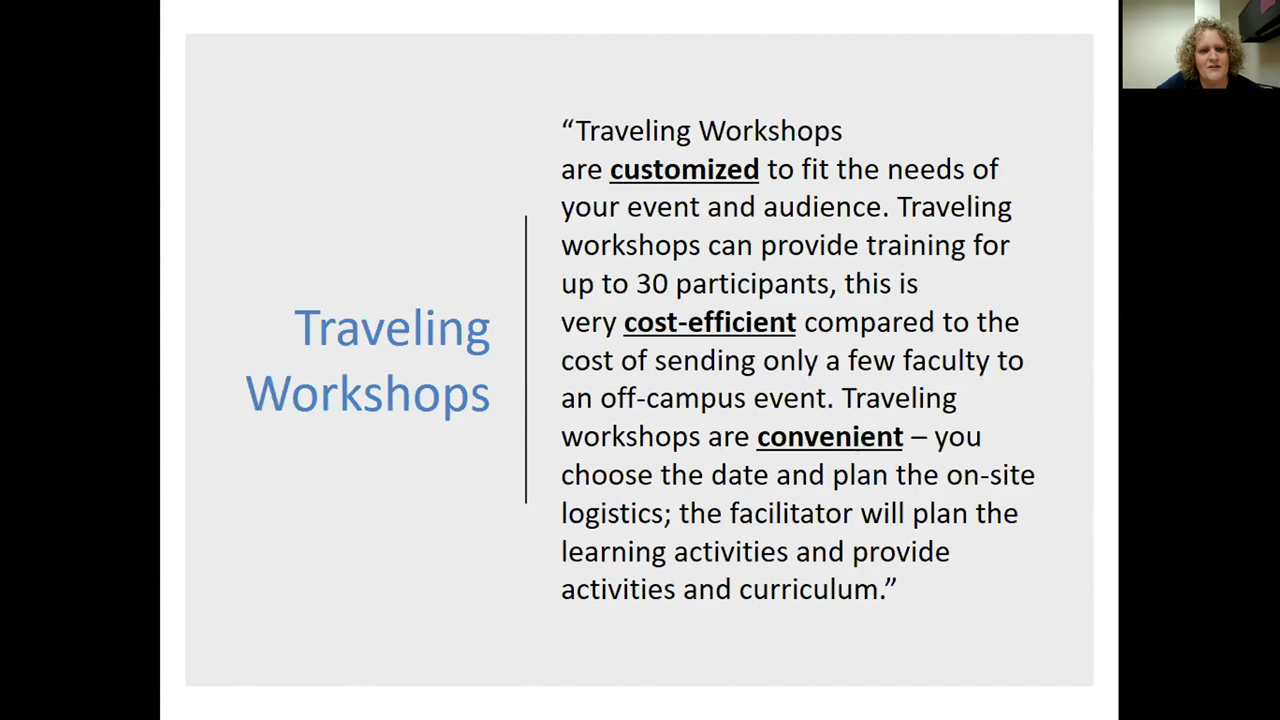 Traveling
Workshops
“Traveling Workshops
are customized to fit the needs of
your event and audience. Traveling
workshops can provide training for
up to 30 participants, this is
very cost-efficient compared to the
cost of sending only a few faculty to
an off-campus event. Traveling
workshops are convenient – you
choose the date and plan the on-site
logistics; the facilitator will plan the
learning activities and provide
activities and curriculum.”